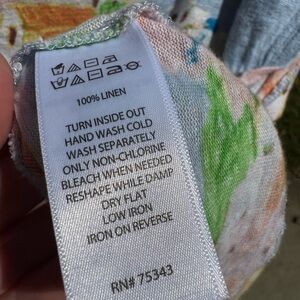 100% LINEN
TURN INSIDE OUT
HAND WASH COLD
WASH SEPARATELY
ONLY NON-CHLORINE
BLEACH WHEN NEEDED
RESHAPE WHILE DAMP
DRY FLAT
LOW IRON
IRON ON REVERSE
RN# 75343